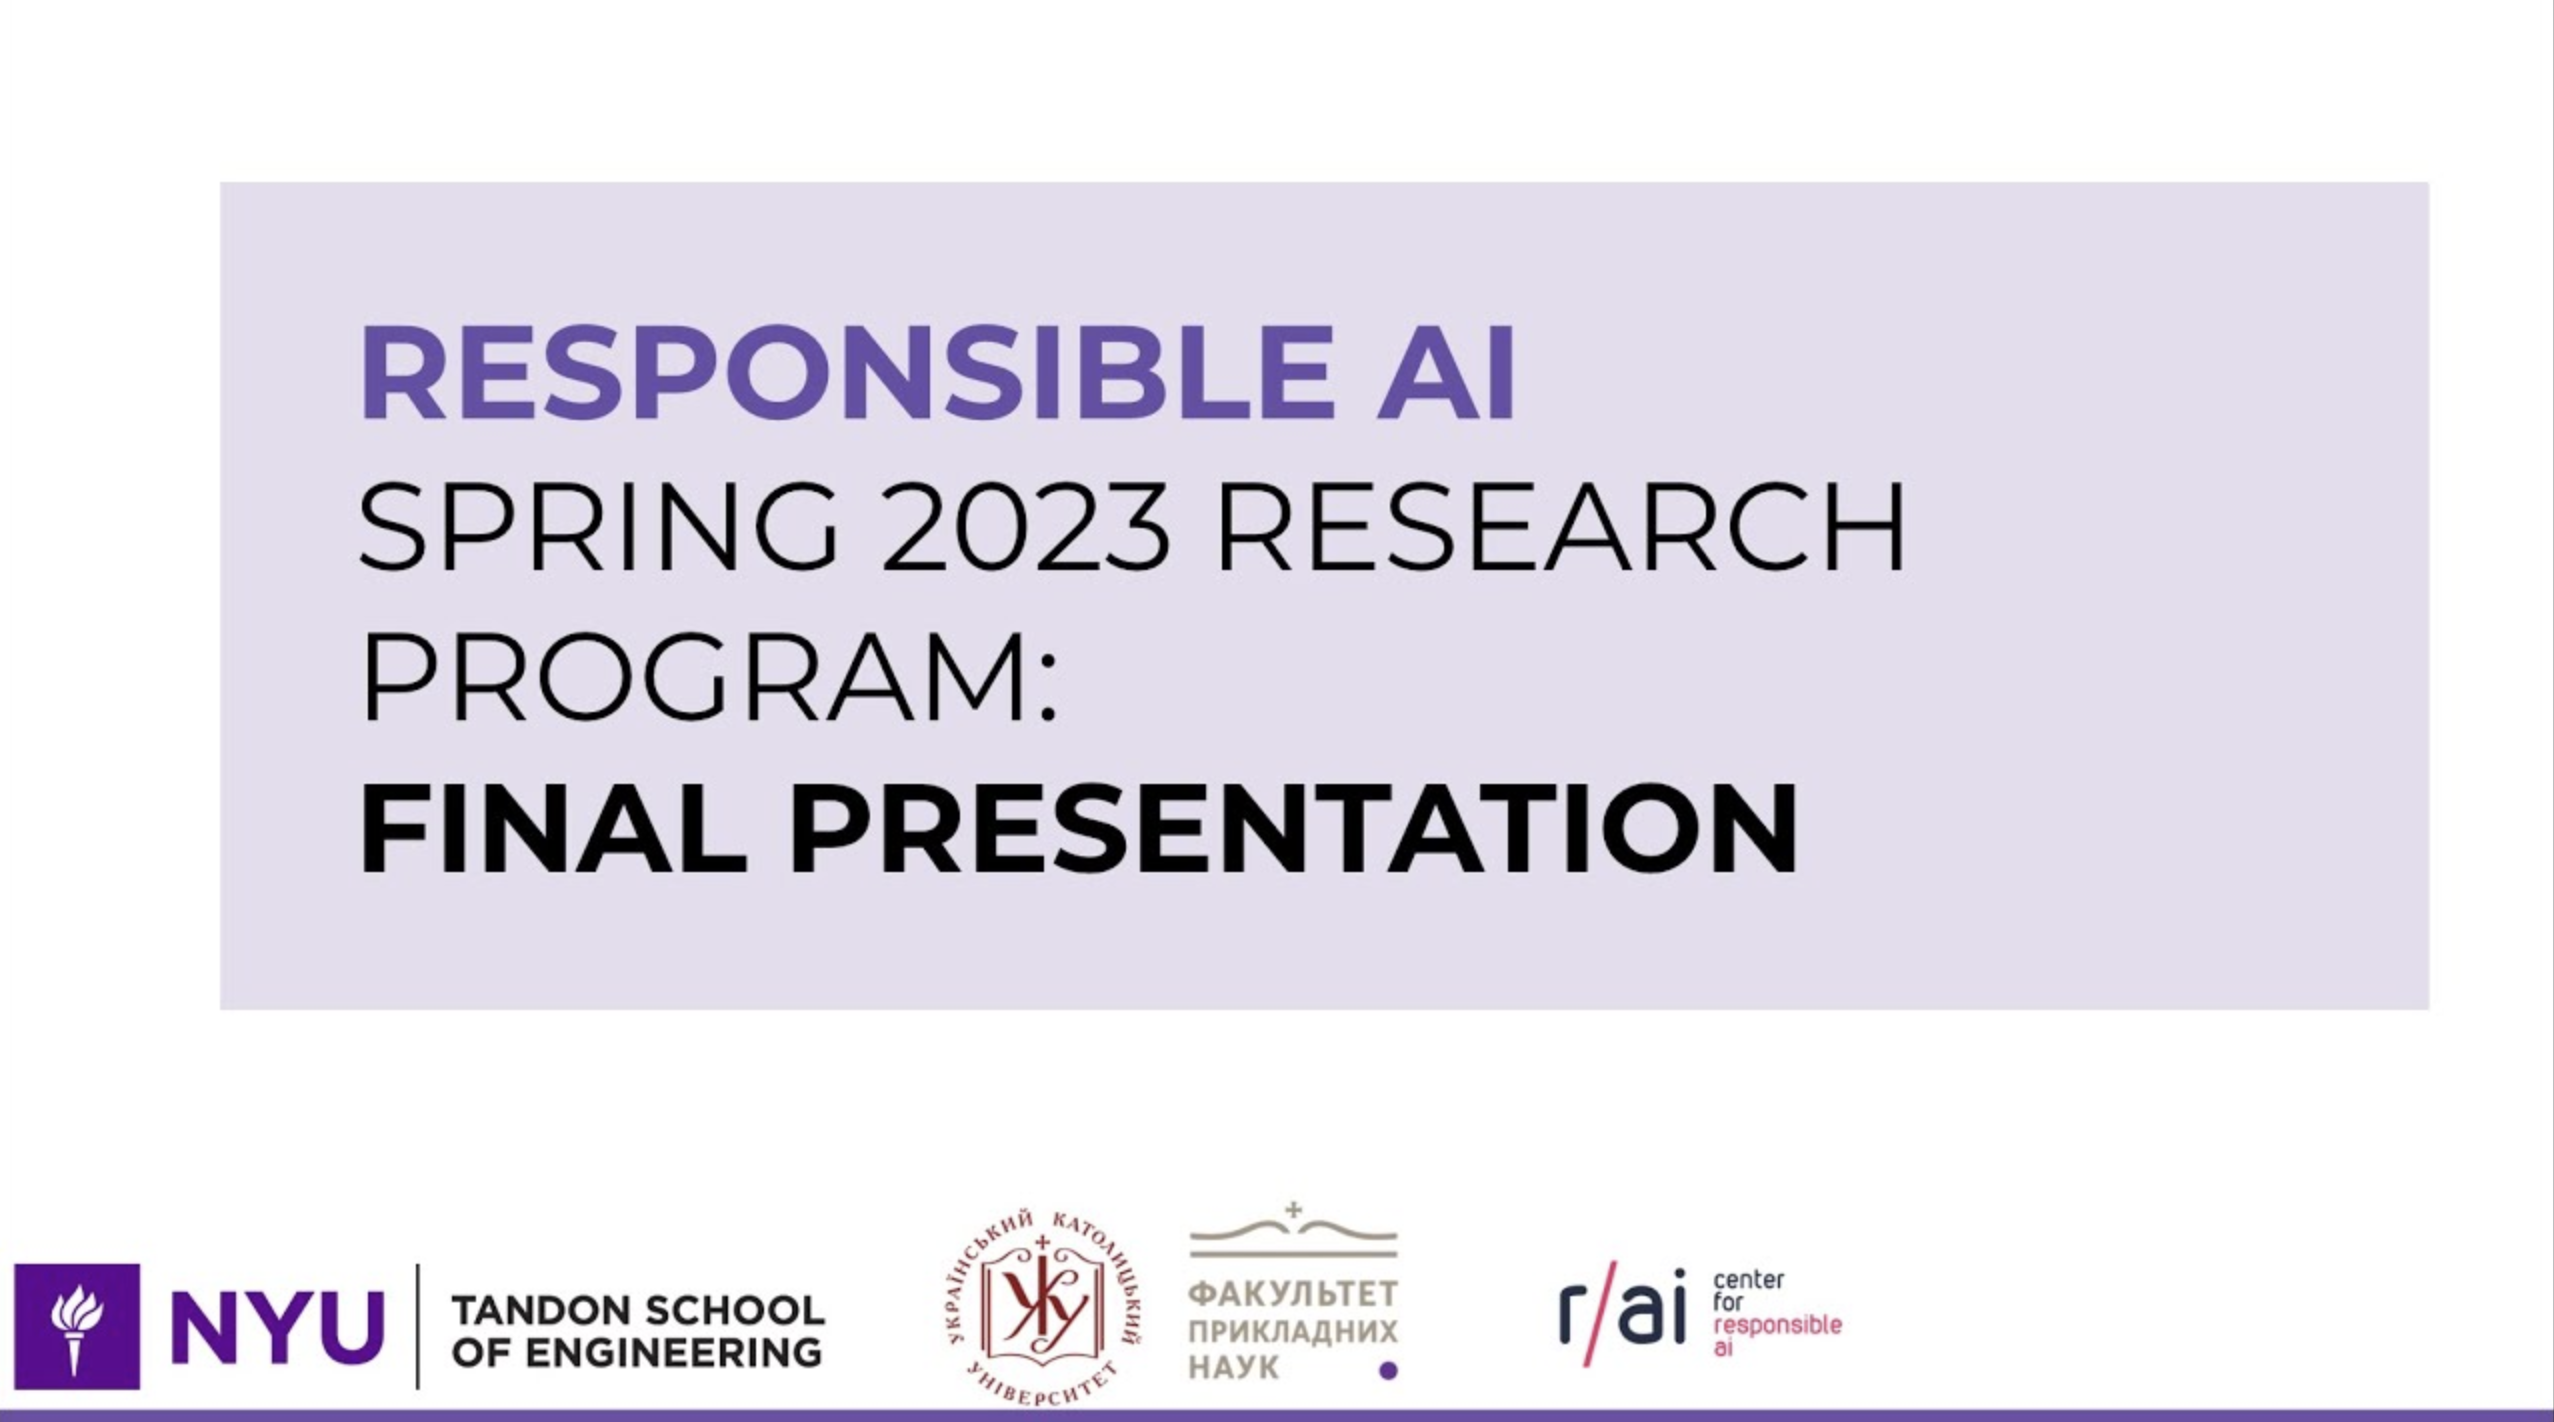 RESPONSIBLE AI
SPRING 2023 RESEARCH
PROGRAM:
FINAL PRESENTATION
NYU
TANDON SCHOOL
OF ENGINEERING
УКРАЇНСЬКИЙ КАТОЛИЦЬКИЙ
УНІВЕРСИТЕТ
УКУ
ФАКУЛЬТЕТ
ПРИКЛАДНИХ
НАУК
r/ai
center
for
responsible
ai